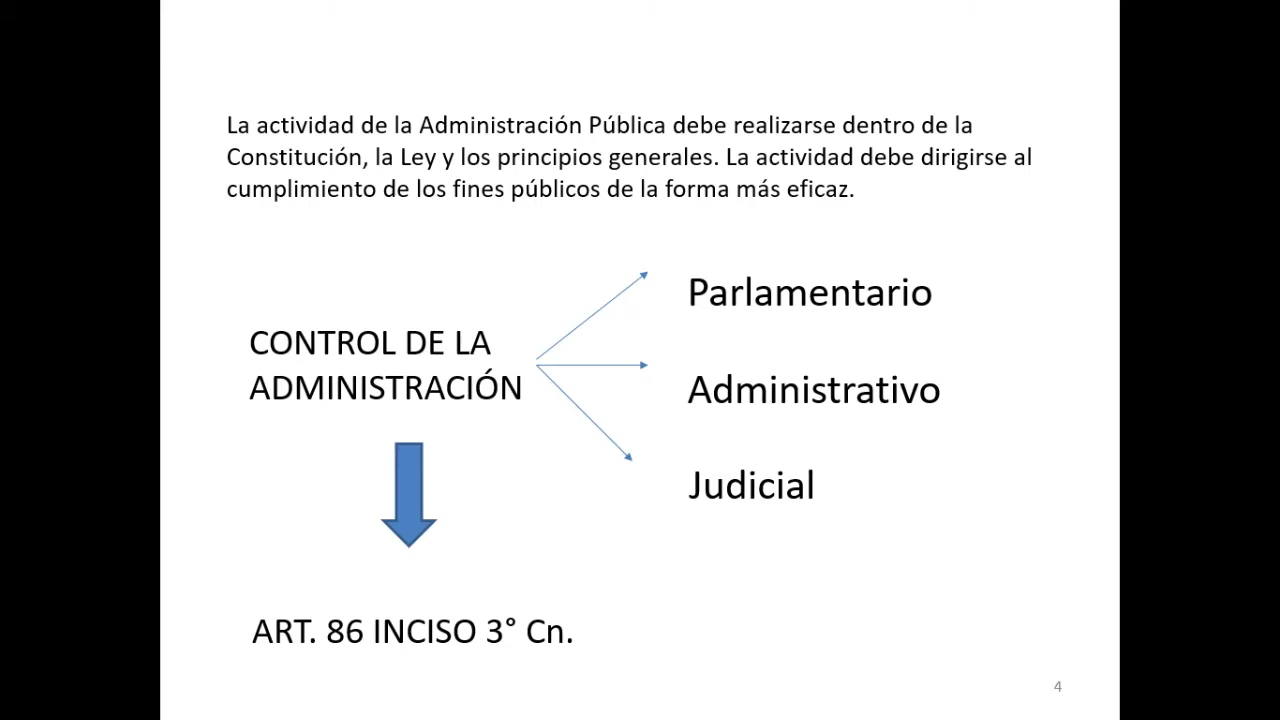 La actividad de la Administración Pública debe realizarse dentro de la
Constitución, la Ley y los principios generales. La actividad debe dirigirse al
cumplimiento de los fines públicos de la forma más eficaz.
CONTROL DE LA
ADMINISTRACIÓN
Parlamentario
Administrativo
Judicial
ART. 86 INCISO 3° Cn.
4